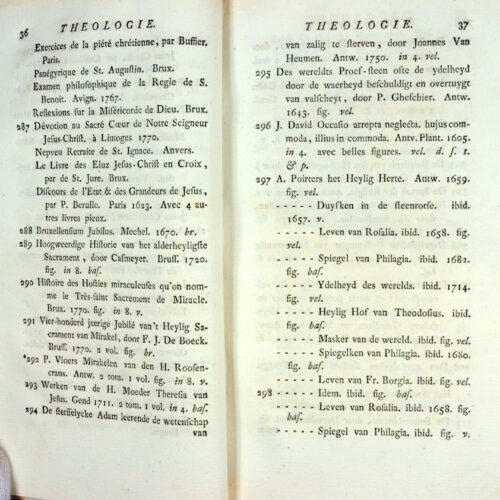 36 THEOLOGIE.
Exercices de la piété chrétienne, par Buffier.
Paris.
Panégyrique de St. Augustin. Brux.
Examen philosophique de la Regle de S.
Benoit. Avign. 1767.
Reflexions sur la Miséricorde de Dieu. Brux.
287 Dévotion au Sacré Cœur de Notre Seigneur
Jesus-Christ, à Limoges 1770.
Nepveu Retraite de St. Ignace. Anvers.
Le Livre des Eluz Jesus-Christ en Croix,
par de St. Jure. Brux.
Discours de l'Etat & des Grandeurs de Jesus,
par P. Berulle. Paris 1623. Avec 4 au-
tres livres pieux.
288 Bruxellensium Jubilus. Mechel. 1670. br.
289 Hoogweerdige Historie van het alderheyligste
Sacrament, door Cafmeyer. Bruss. 1720.
fig. in 8. bas.
290 Histoire des Hosties miraculeuses qu'on nom-
me le Très-saint Sacrement de Miracle.
Brux. 1770. fig. in 8. v.
291 Vier-honderd jaerige Jubilé van't Heylig Sa-
crament van Mirakel, door F. J. De Boeck.
Bruss. 1770. 2 vol. fig. br.
*292 P. Vloers Mirakelen van den H. Roosen-
crans. Antw. 2 tom. 1 vol. fig. in 8. v.
293 Werken van de H. Moeder Theresia van
Jesus. Gend 1711. 2 tom. 1 vol. in 4. bas.
294 De sterffelycke Adam leerende de wetenschap
van
THEOLOGIE. 37
van zalig te sterven, door Joannes Van
Heumen. Antw. 1750. in 4. vel.
295 Des wereldts Proef-steen ofte de ydelheyd
door de waerheyd beschuldigt en overtuygt
van valscheyt, door P. Gheschier. Antw.
1643. fig. vel.
296 J. David Occasio arrepta neglecta. hujus com-
moda, illius in commoda. Antv. Plant. 1605.
in 4. avec belles figures. vel. d. s. t.
& p.
297 A. Poirters het Heylig Herte. Antw. 1659.
fig. vel.
- - - - - Duyfken in de steenrotse. ibid.
1657. v.
- - - - - Leven van Rosalia. ibid. 1658. fig.
vel.
- - - - - Spiegel van Philagia. ibid. 1682.
fig. bas.
- - - - - Ydelheyd des werelds. ibid. 1714.
fig. vel.
- - - - - Heylig Hof van Theodosius. ibid.
fig. bas.
- - - - - Masker van de wereld. ibid. fig. vel.
- - - - - Spiegelken van Philagia. ibid. 1680.
fig. bas.
- - - - - Leven van Fr. Borgia. ibid. fig. vel.
298 - - - - - Idem. ibid. fig. bas.
- - - - - Leven van Rosalia. ibid. 1658. fig.
bas.
- - - - - Spiegel van Philagia. ibid. fig. v.